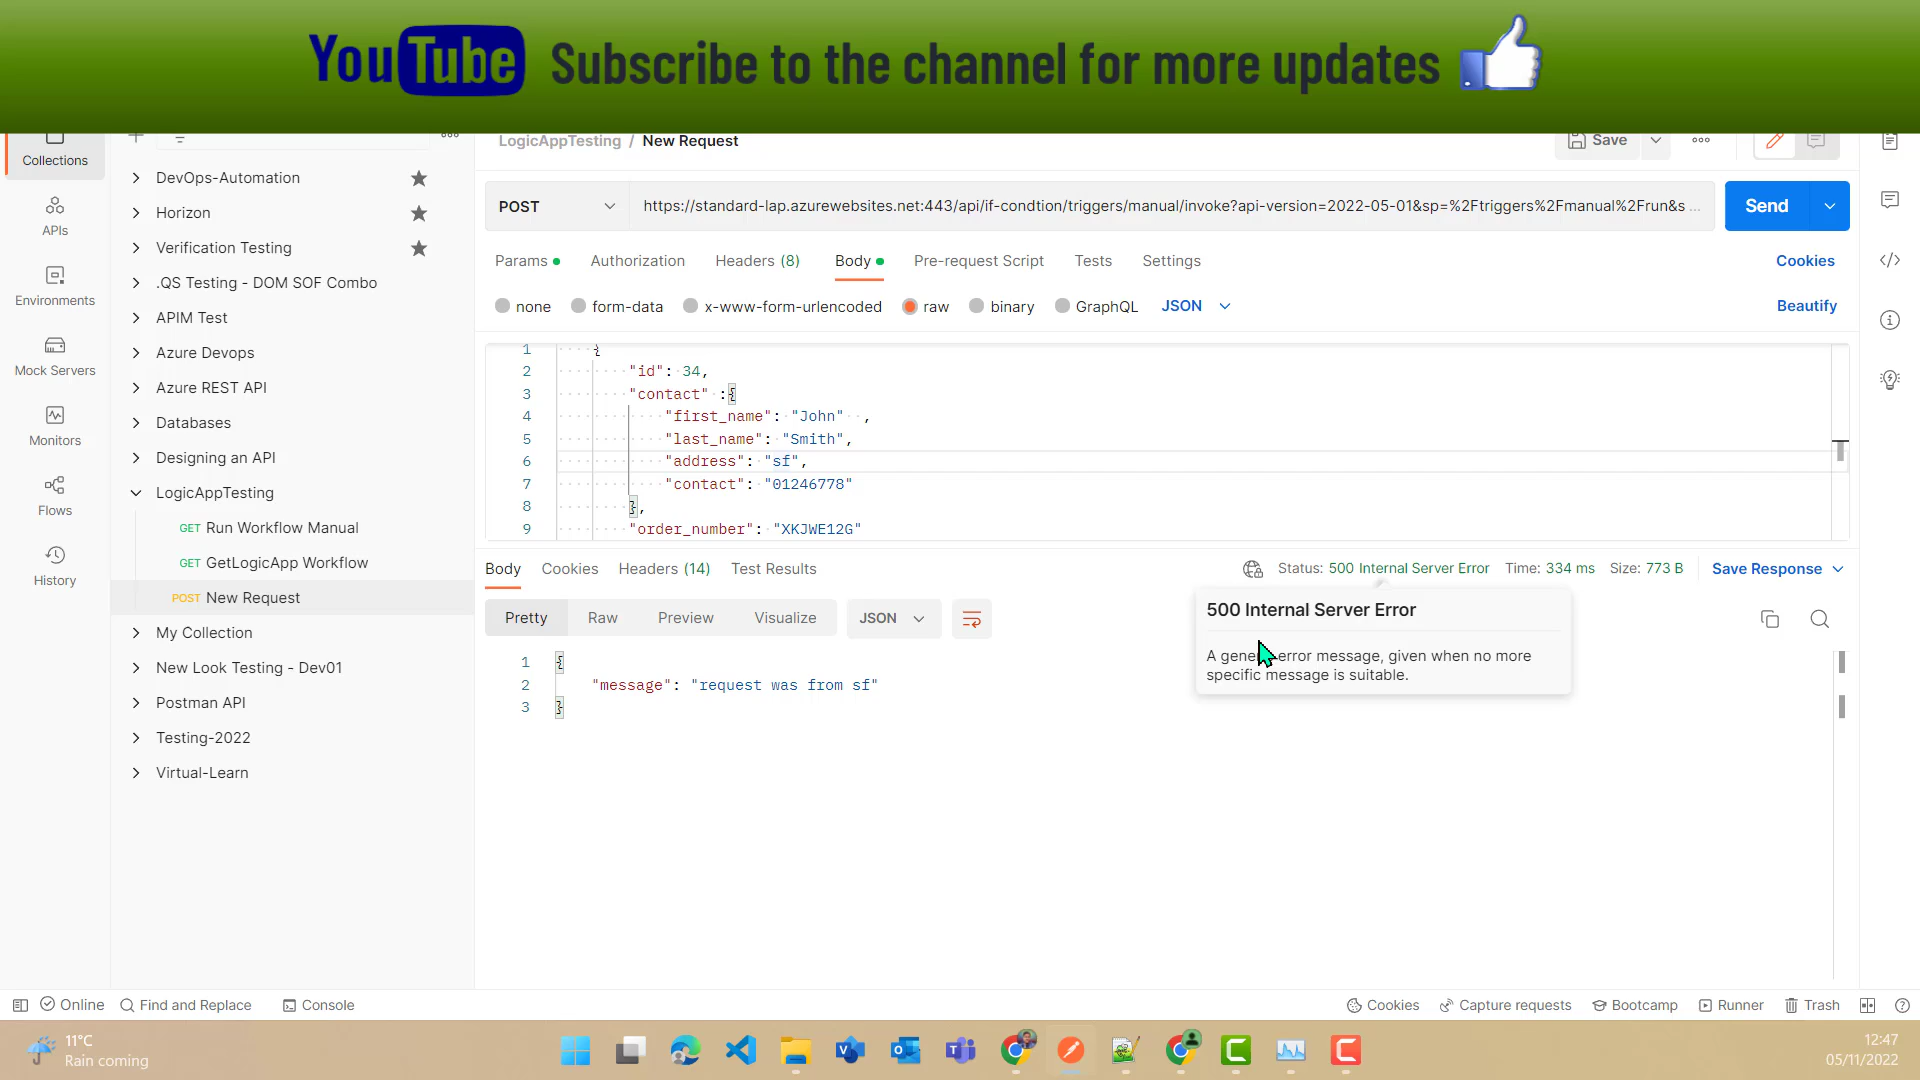 YouTube Subscribe to the channel for more updates
Collections
APIs
Environments
Mock Servers
Monitors
Flows
History
DevOps-Automation
Horizon
Verification Testing
.QS Testing - DOM SOF Combo
APIM Test
Azure Devops
Azure REST API
Databases
Designing an API
LogicAppTesting
GET Run Workflow Manual
GET GetLogicApp Workflow
POST New Request
My Collection
New Look Testing - Dev01
Postman API
Testing-2022
Virtual-Learn
LogicAppTesting / New Request
Save
POST https://standard-lap.azurewebsites.net:443/api/if-condtion/triggers/manual/invoke?api-version=2022-05-01&sp=%2Ftriggers%2Fmanual%2Frun&s ...
Send
Params Authorization Headers (8) Body Pre-request Script Tests Settings Cookies
none form-data x-www-form-urlencoded raw binary GraphQL JSON Beautify
1 {
2 "id": 34,
3 "contact" :{
4 "first_name": "John" ,
5 "last_name": "Smith",
6 "address": "sf",
7 "contact": "01246778"
8 },
9 "order_number": "XKJWE12G"
Body Cookies Headers (14) Test Results Status: 500 Internal Server Error Time: 334 ms Size: 773 B Save Response
Pretty Raw Preview Visualize JSON
500 Internal Server Error
A gene error message, given when no more
specific message is suitable.
1 {
2 "message": "request was from sf"
3 }
Online Find and Replace Console Cookies Capture requests Bootcamp Runner Trash
11°C
Rain coming
12:47
05/11/2022